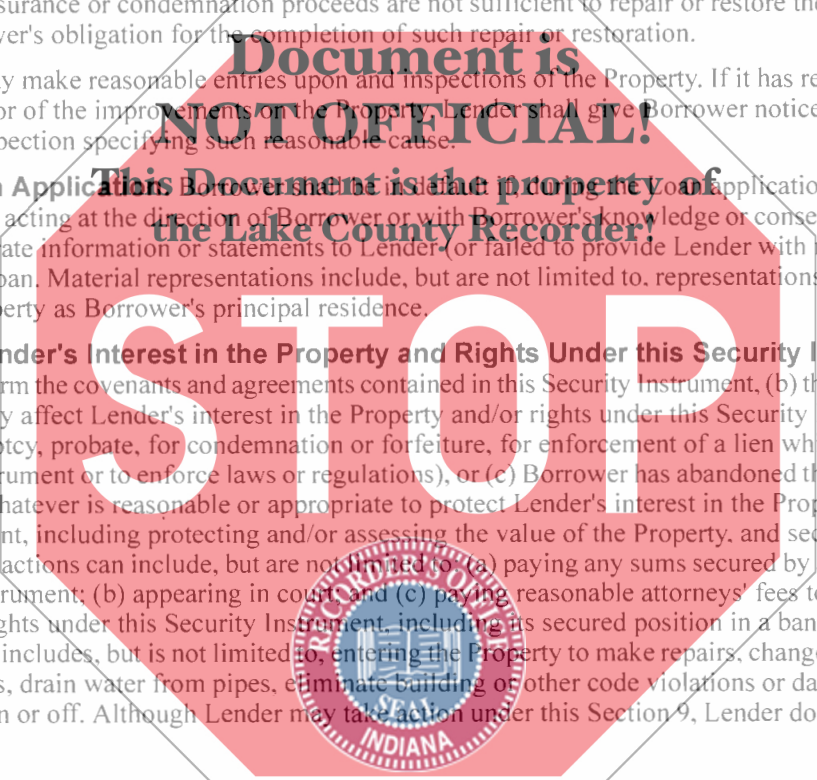 surance or condemnation proceeds are not sufficient to repair or restore the
ver's obligation for the completion of such repair or restoration.
Document is
y make reasonable entries upon and inspections of the Property. If it has re
NOT OFFICIAL!
or of the improvements on the Property, Lender shall give Borrower notice
pection specifying such reasonable cause.
This Document is the property of
n Application. Borrower shall be in default if, during the Loan applicatio
acting at the direction of Borrower or with Borrower's knowledge or conse
the Lake County Recorder!
rate information or statements to Lender (or failed to provide Lender with
oan. Material representations include, but are not limited to, representations
perty as Borrower's principal residence.
STOP
nder's Interest in the Property and Rights Under this Security I
rm the covenants and agreements contained in this Security Instrument, (b) th
y affect Lender's interest in the Property and/or rights under this Security
ptcy, probate, for condemnation or forfeiture, for enforcement of a lien wh
rument or to enforce laws or regulations), or (c) Borrower has abandoned th
hatever is reasonable or appropriate to protect Lender's interest in the Prop
nt, including protecting and/or assessing the value of the Property, and sec
actions can include, but are not limited to: (a) paying any sums secured by
rument; (b) appearing in court; and (c) paying reasonable attorneys' fees to
ghts under this Security Instrument, including its secured position in a ban
includes, but is not limited to, entering the Property to make repairs, change
s, drain water from pipes, eliminate building or other code violations or da
n or off. Although Lender may take action under this Section 9, Lender do
RECORDER'S OFFICE
SEAL
INDIANA